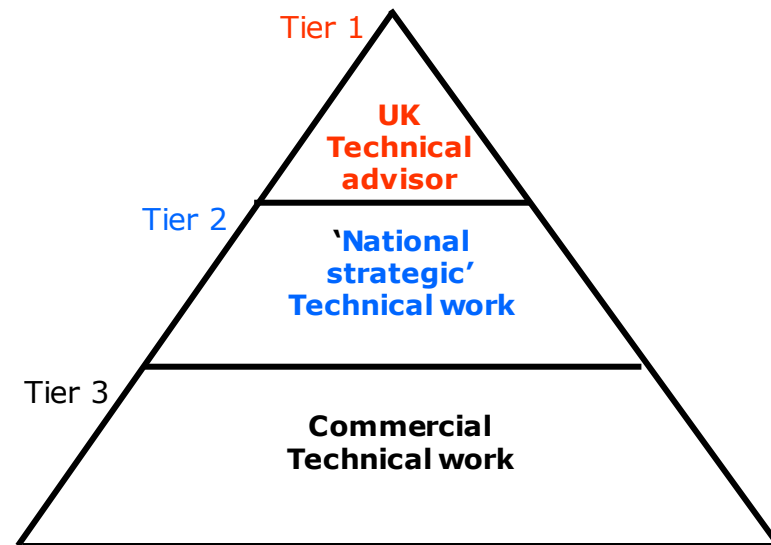 Tier 1
UK
Technical
advisor
Tier 2
‘National
strategic’
Technical work
Tier 3
Commercial
Technical work